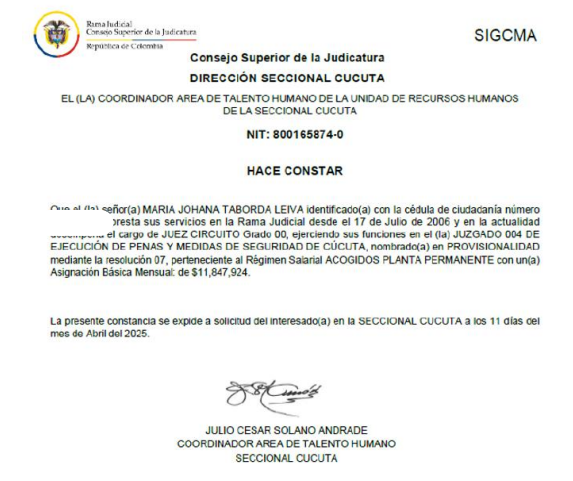 Rama Judicial
Consejo Superior de la Judicatura
República de Colombia
SIGCMA
Consejo Superior de la Judicatura
DIRECCIÓN SECCIONAL CUCUTA
EL (LA) COORDINADOR AREA DE TALENTO HUMANO DE LA UNIDAD DE RECURSOS HUMANOS
DE LA SECCIONAL CUCUTA
NIT: 800165874-0
HACE CONSTAR
Que el (la) señor(a) MARIA JOHANA TABORDA LEIVA identificado(a) con la cédula de ciudadanía número
presta sus servicios en la Rama Judicial desde el 17 de Julio de 2006 y en la actualidad
desempeña el cargo de JUEZ CIRCUITO Grado 00, ejerciendo sus funciones en el (la) JUZGADO 004 DE
EJECUCIÓN DE PENAS Y MEDIDAS DE SEGURIDAD DE CÚCUTA, nombrado(a) en PROVISIONALIDAD
mediante la resolución 07, perteneciente al Régimen Salarial ACOGIDOS PLANTA PERMANENTE con un(a)
Asignación Básica Mensual: de $11,847,924.
La presente constancia se expide a solicitud del interesado(a) en la SECCIONAL CUCUTA a los 11 días del
mes de Abril del 2025.
JULIO CESAR SOLANO ANDRADE
COORDINADOR AREA DE TALENTO HUMANO
SECCIONAL CUCUTA